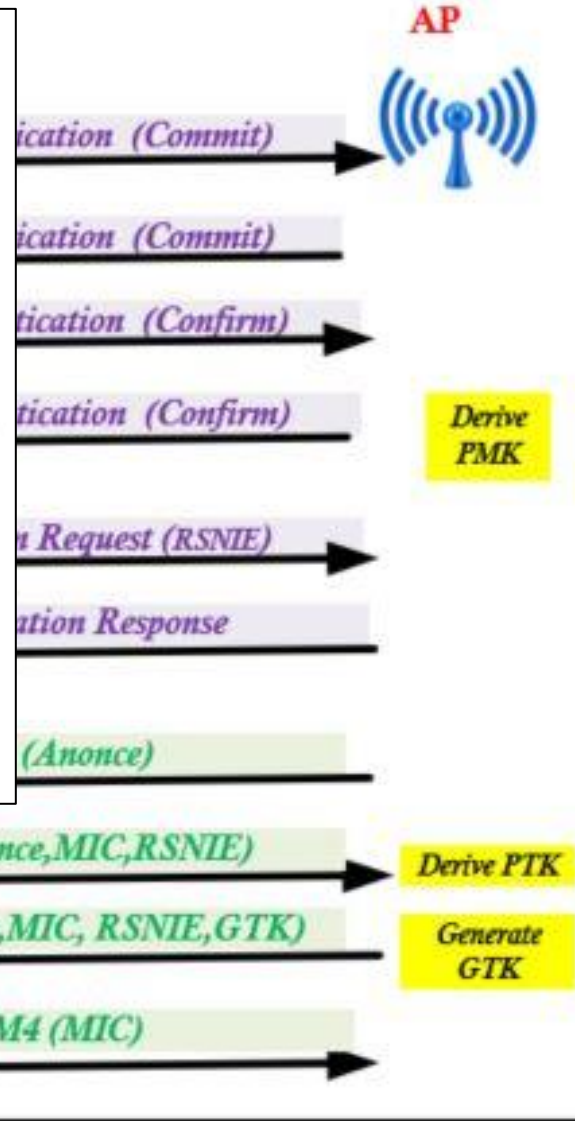 AP
ication (Commit)
ication (Commit)
tication (Confirm)
tication (Confirm)
Derive
PMK
Request (RSNIE)
ation Response
(Anonce)
nce,MIC,RSNIE)
Derive PTK
,MIC, RSNIE,GTK)
Generate
GTK
M4 (MIC)